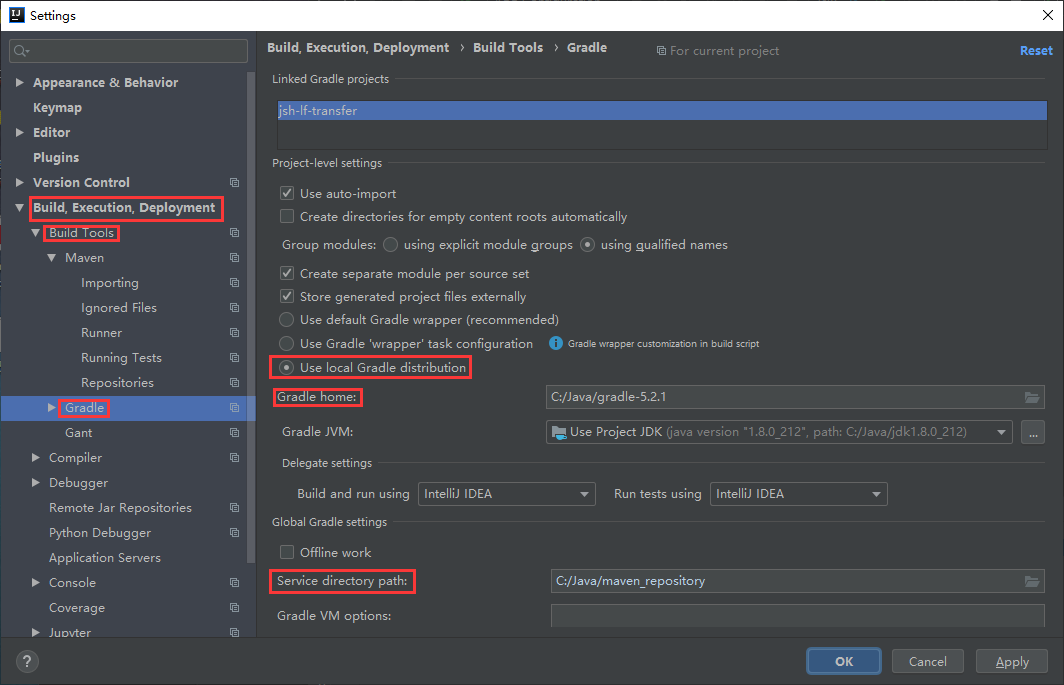 Settings
Appearance & Behavior
Keymap
Editor
Plugins
Version Control
Build, Execution, Deployment
Build Tools
Maven
Importing
Ignored Files
Runner
Running Tests
Repositories
Gradle
Gant
Compiler
Debugger
Remote Jar Repositories
Python Debugger
Application Servers
Console
Coverage
Jupyter
Build, Execution, Deployment › Build Tools › Gradle For current project Reset
Linked Gradle projects
jsh-lf-transfer
Project-level settings
Use auto-import
Create directories for empty content roots automatically
Group modules: using explicit module groups using qualified names
Create separate module per source set
Store generated project files externally
Use default Gradle wrapper (recommended)
Use Gradle 'wrapper' task configuration Gradle wrapper customization in build script
Use local Gradle distribution
Gradle home: C:/Java/gradle-5.2.1
Gradle JVM: Use Project JDK (java version "1.8.0_212", path: C:/Java/jdk1.8.0_212) ...
Delegate settings
Build and run using IntelliJ IDEA Run tests using IntelliJ IDEA
Global Gradle settings
Offline work
Service directory path: C:/Java/maven_repository
Gradle VM options:
? OK Cancel Apply